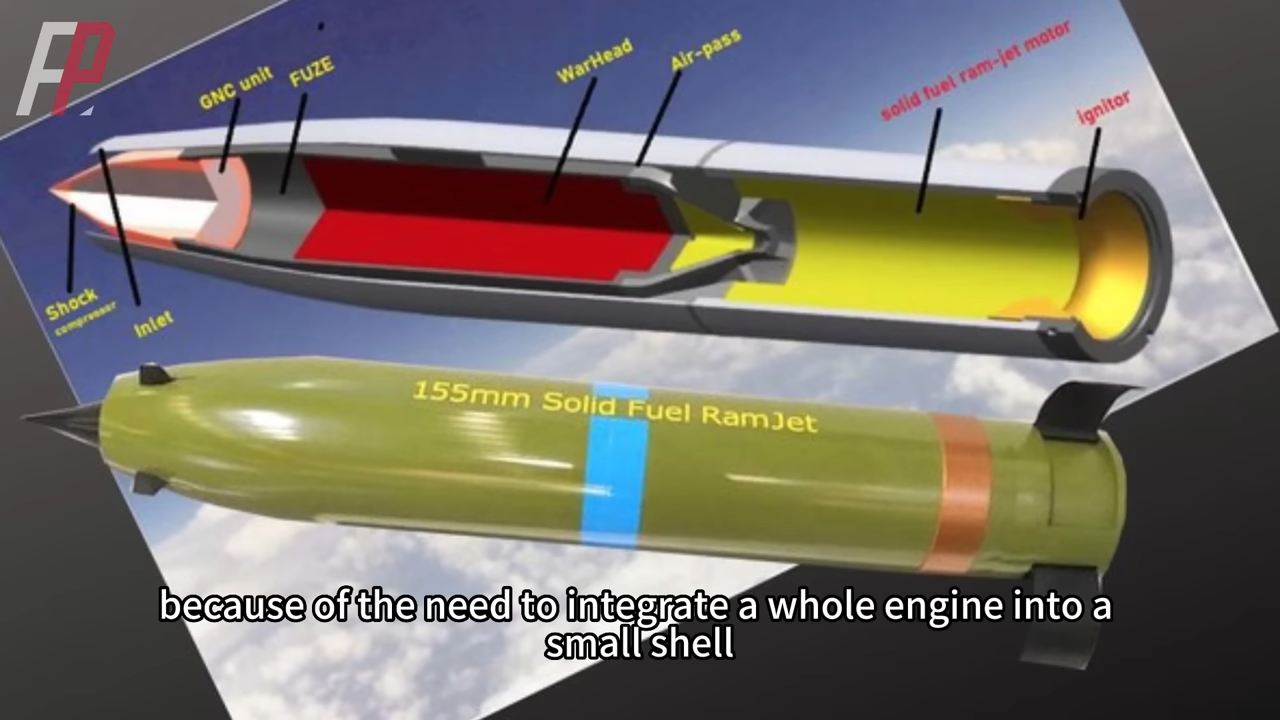 FP
GNC unit
FUZE
WarHead
Air-pass
solid fuel ram-jet motor
ignitor
Shock
compressor
Inlet
155mm Solid Fuel RamJet
because of the need to integrate a whole engine into a
small shell